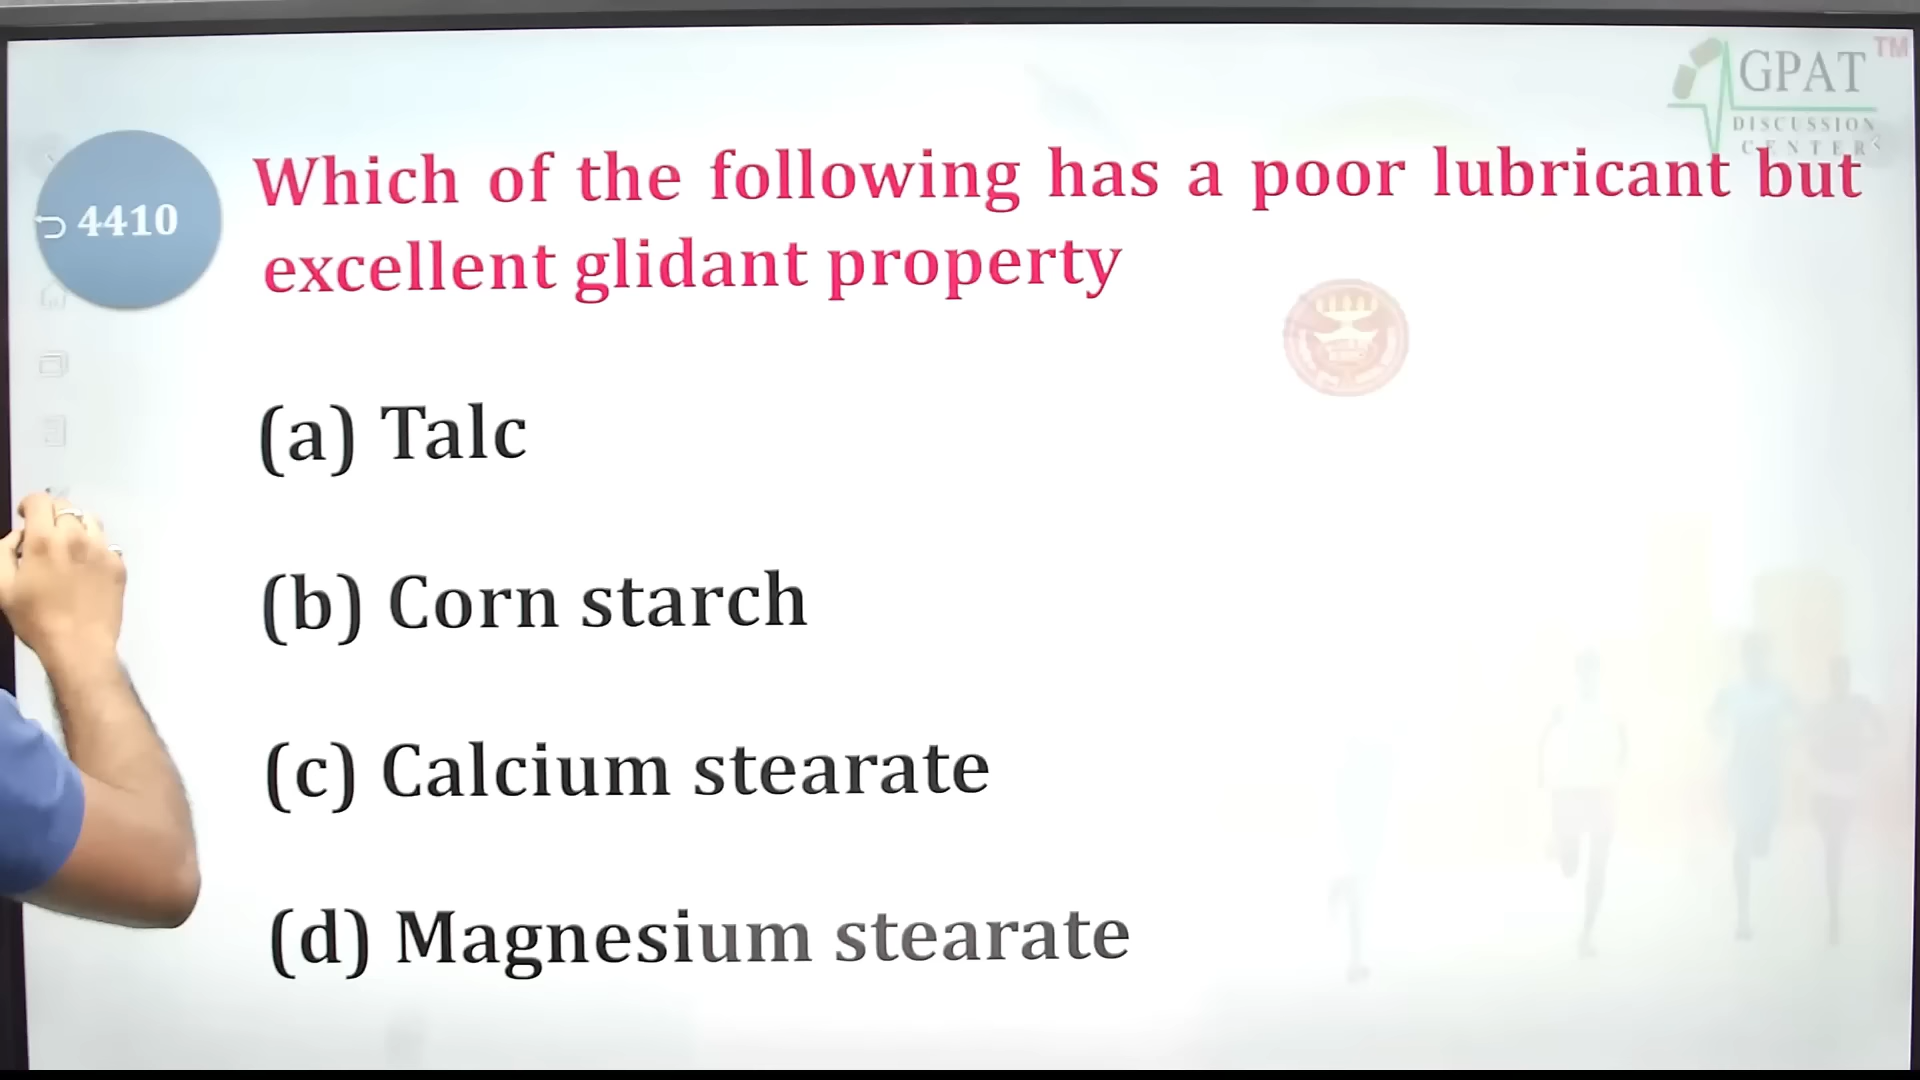 GPAT TM
DISCUSSION
CENTER
4410
Which of the following has a poor lubricant but
excellent glidant property
(a) Talc
(b) Corn starch
(c) Calcium stearate
(d) Magnesium stearate